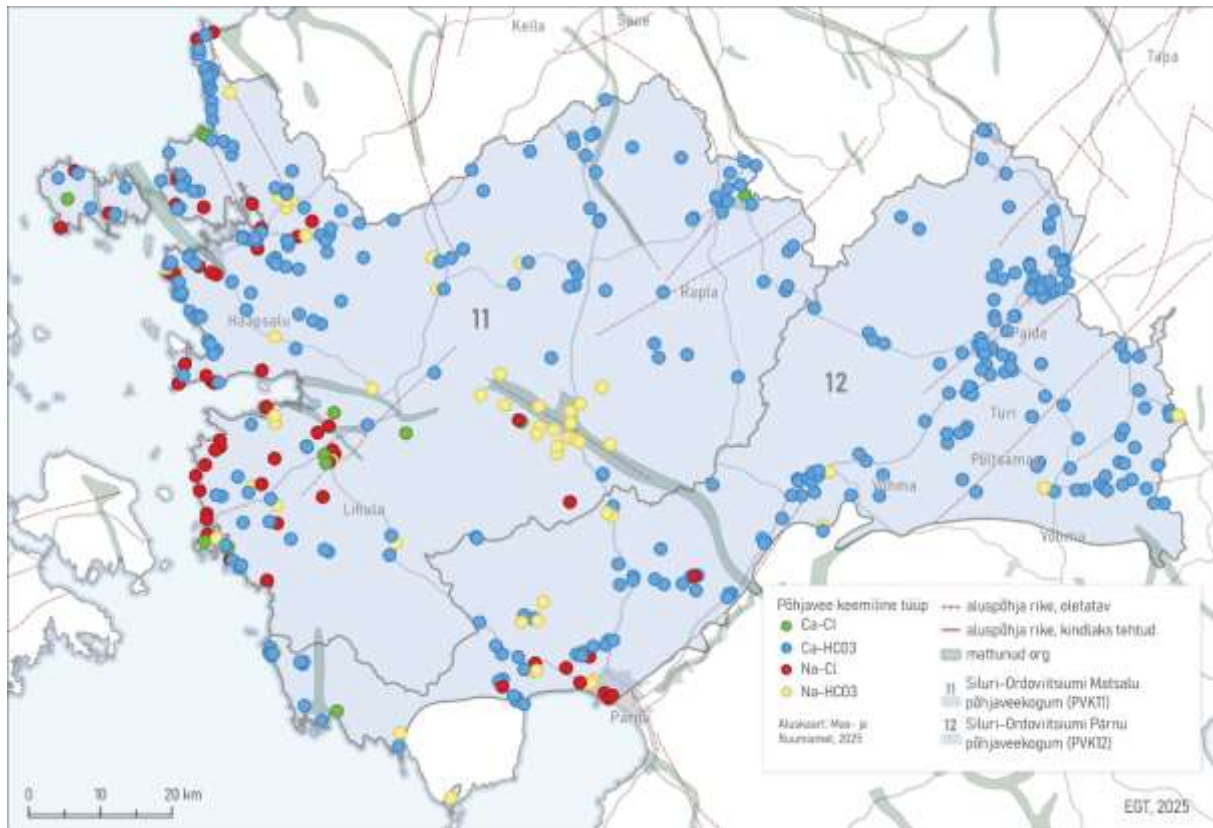 Keila
Saue
Tapa
11
Rapla
Haapsalu
Paide
12
Türi
Põltsamaa
Võhma
Lihula
Võhma
Pärnu
Põhjavee keemiline tüüp
Ca-Cl
Ca-HCO3
Na-Cl
Na-HCO3
Aluskaart: Maa- ja
Ruumiamet, 2025
aluspõhja rike, oletatav
aluspõhja rike, kindlaks tehtud
mattunud org
11 Siluri-Ordoviitsiumi Matsalu
põhjaveekogum (PVK11)
12 Siluri-Ordoviitsiumi Pärnu
põhjaveekogum (PVK12)
0 10 20 km
EGT, 2025